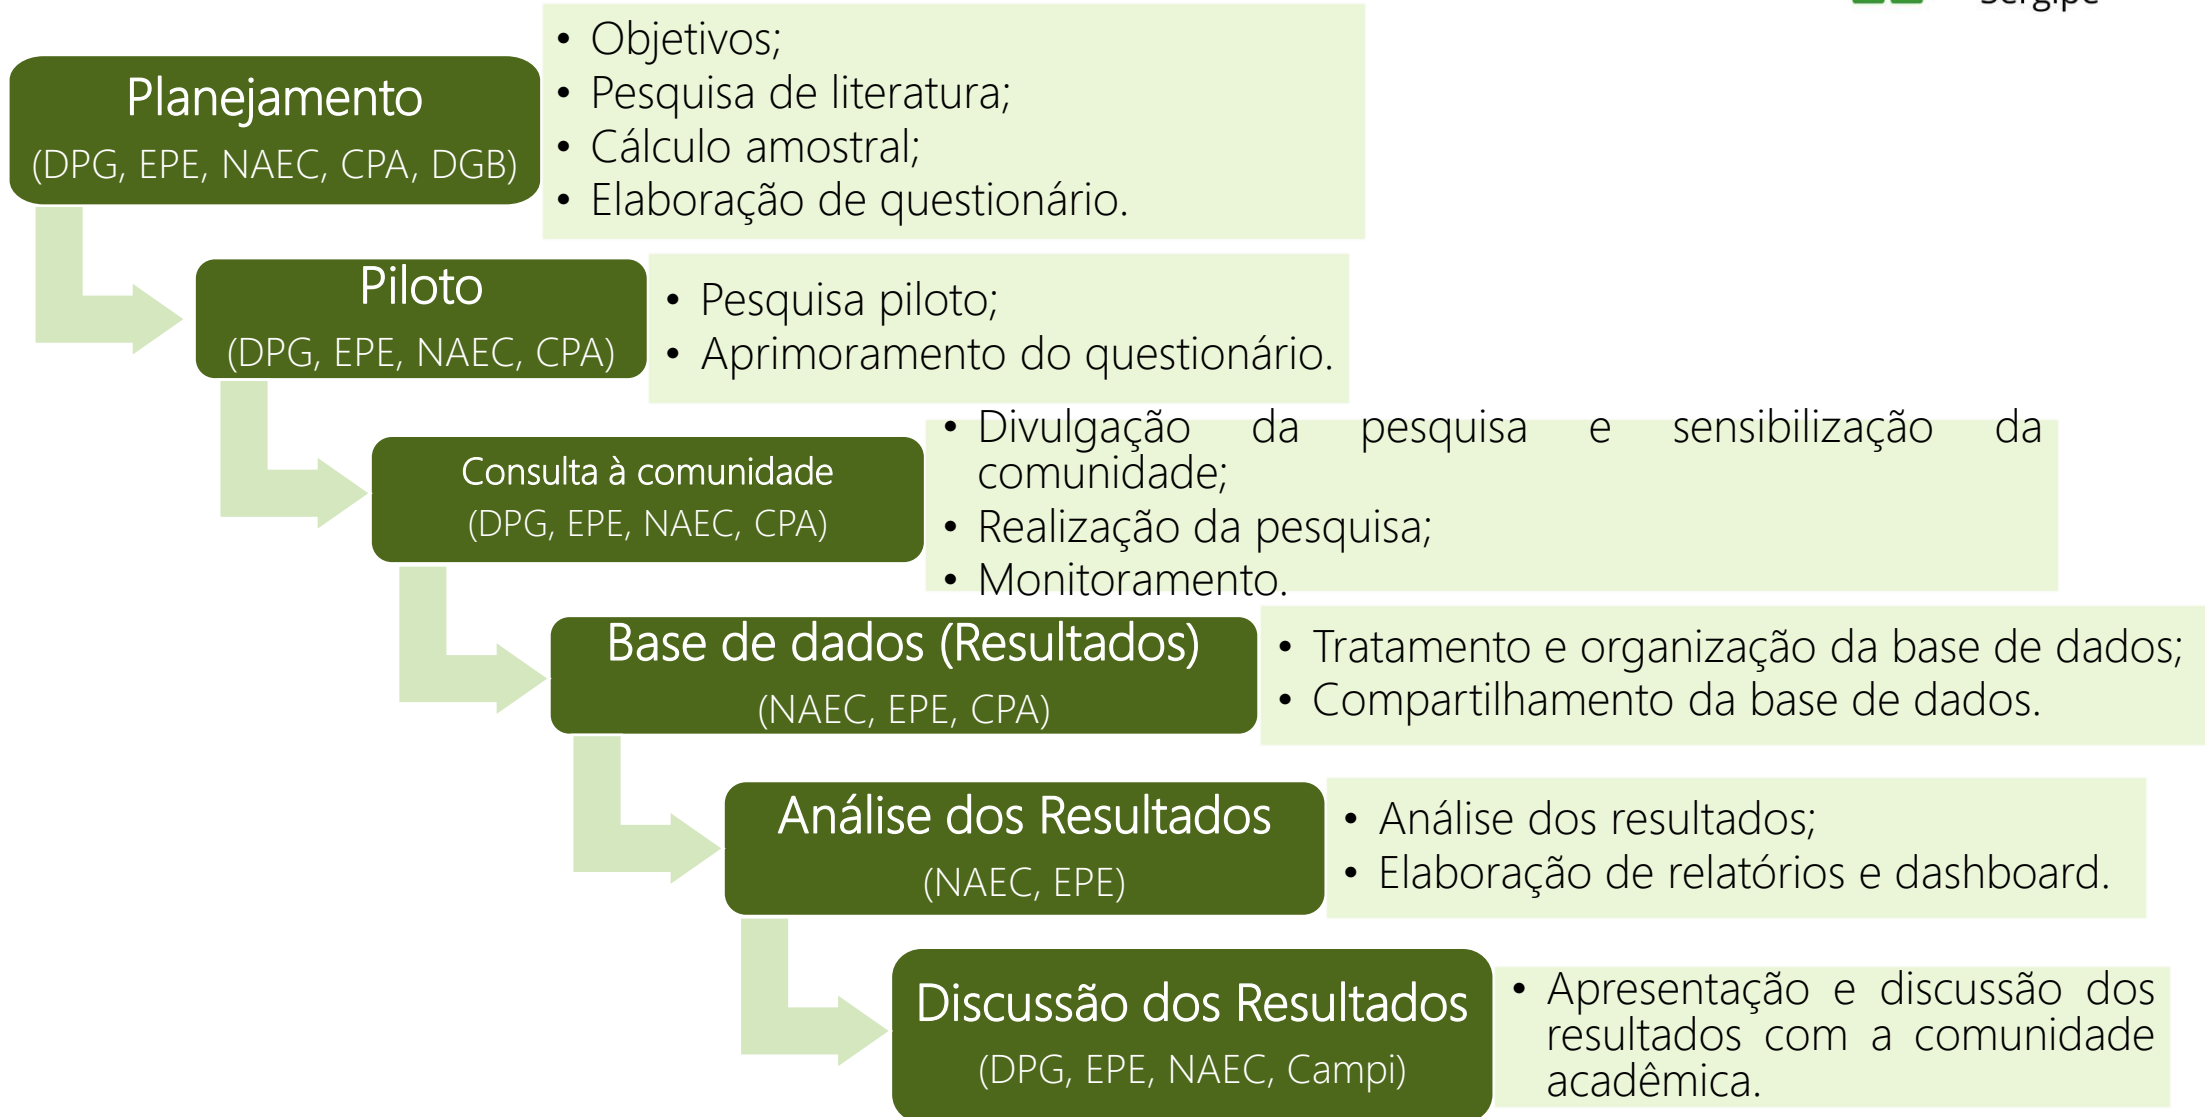 Sergipe
Planejamento
(DPG, EPE, NAEC, CPA, DGB)
• Objetivos;
• Pesquisa de literatura;
• Cálculo amostral;
• Elaboração de questionário.
Piloto
(DPG, EPE, NAEC, CPA)
• Pesquisa piloto;
• Aprimoramento do questionário.
Consulta à comunidade
(DPG, EPE, NAEC, CPA)
• Divulgação da pesquisa e sensibilização da
comunidade;
• Realização da pesquisa;
• Monitoramento.
Base de dados (Resultados)
(NAEC, EPE, CPA)
• Tratamento e organização da base de dados;
• Compartilhamento da base de dados.
Análise dos Resultados
(NAEC, EPE)
• Análise dos resultados;
• Elaboração de relatórios e dashboard.
Discussão dos Resultados
(DPG, EPE, NAEC, Campi)
• Apresentação e discussão dos
resultados com a comunidade
acadêmica.